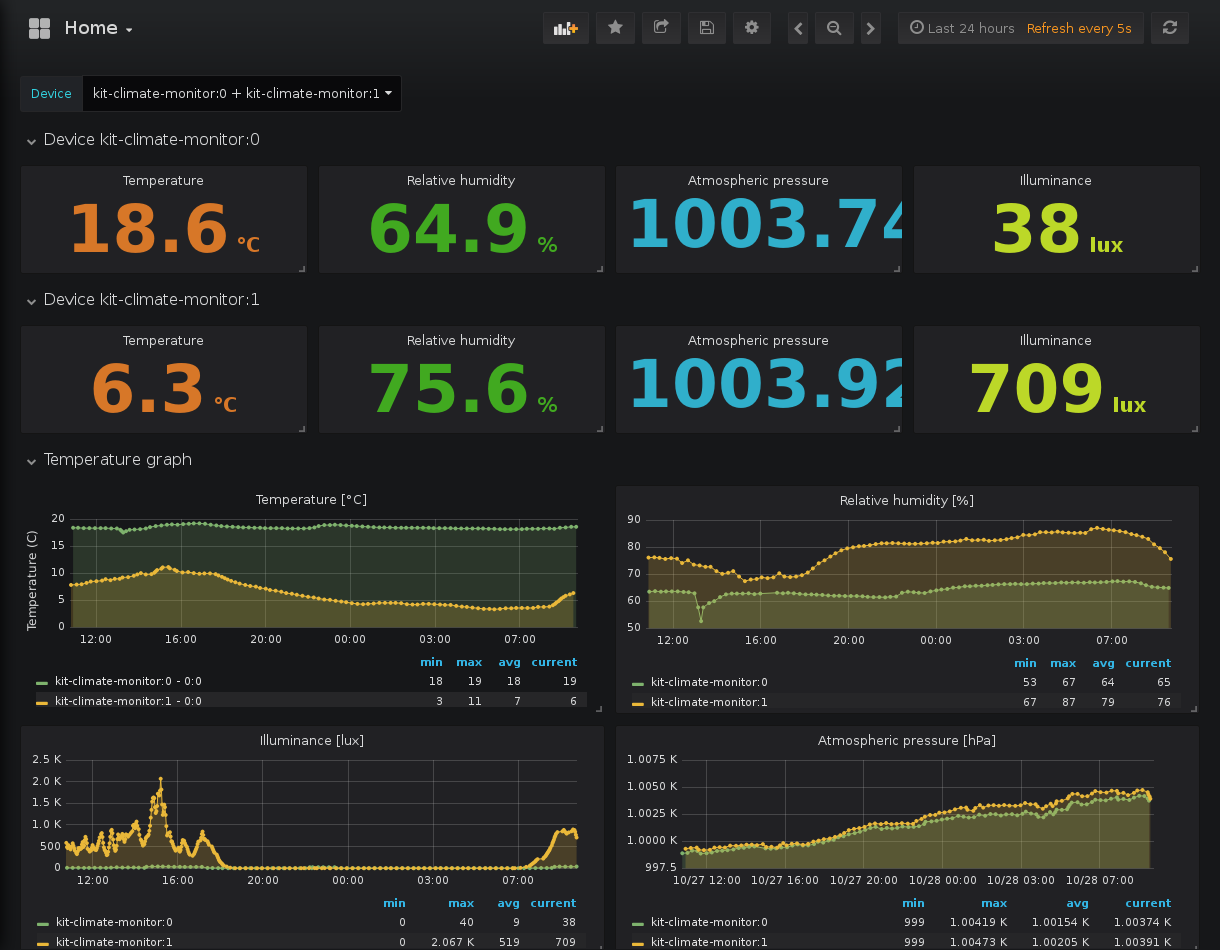 Home
Last 24 hours Refresh every 5s
Device kit-climate-monitor:0 + kit-climate-monitor:1
Device kit-climate-monitor:0
Temperature Relative humidity Atmospheric pressure Illuminance
18.6 °C 64.9 % 1003.74 38 lux
Device kit-climate-monitor:1
Temperature Relative humidity Atmospheric pressure Illuminance
6.3 °C 75.6 % 1003.92 709 lux
Temperature graph
Temperature [°C]
Temperature (C)
20
15
10
5
0
12:00 16:00 20:00 00:00 03:00 07:00
min max avg current
kit-climate-monitor:0 - 0:0 18 19 18 19
kit-climate-monitor:1 - 0:0 3 11 7 6
Relative humidity [%]
90
80
70
60
50
12:00 16:00 20:00 00:00 03:00 07:00
min max avg current
kit-climate-monitor:0 53 67 64 65
kit-climate-monitor:1 67 87 79 76
Illuminance [lux]
2.5 K
2.0 K
1.5 K
1.0 K
500
0
12:00 16:00 20:00 00:00 03:00 07:00
min max avg current
kit-climate-monitor:0 0 40 9 38
kit-climate-monitor:1 0 2.067 K 519 709
Atmospheric pressure [hPa]
1.0075 K
1.0050 K
1.0025 K
1.0000 K
997.5
10/27 12:00 10/27 16:00 10/27 20:00 10/28 00:00 10/28 03:00 10/28 07:00
min max avg current
kit-climate-monitor:0 999 1.00419 K 1.00154 K 1.00374 K
kit-climate-monitor:1 999 1.00473 K 1.00205 K 1.00391 K